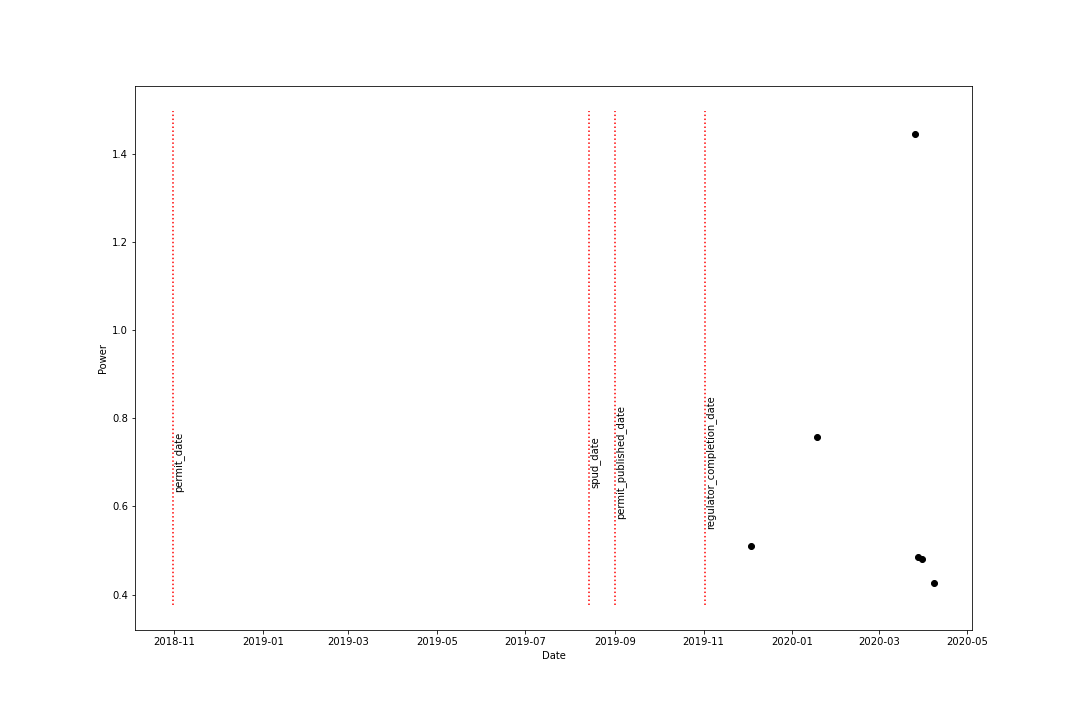 1.4
1.2
1.0
0.8
0.6
0.4
Power
permit_date
spud_date
permit_published_date
regulator_completion_date
2018-11 2019-01 2019-03 2019-05 2019-07 2019-09 2019-11 2020-01 2020-03 2020-05
Date